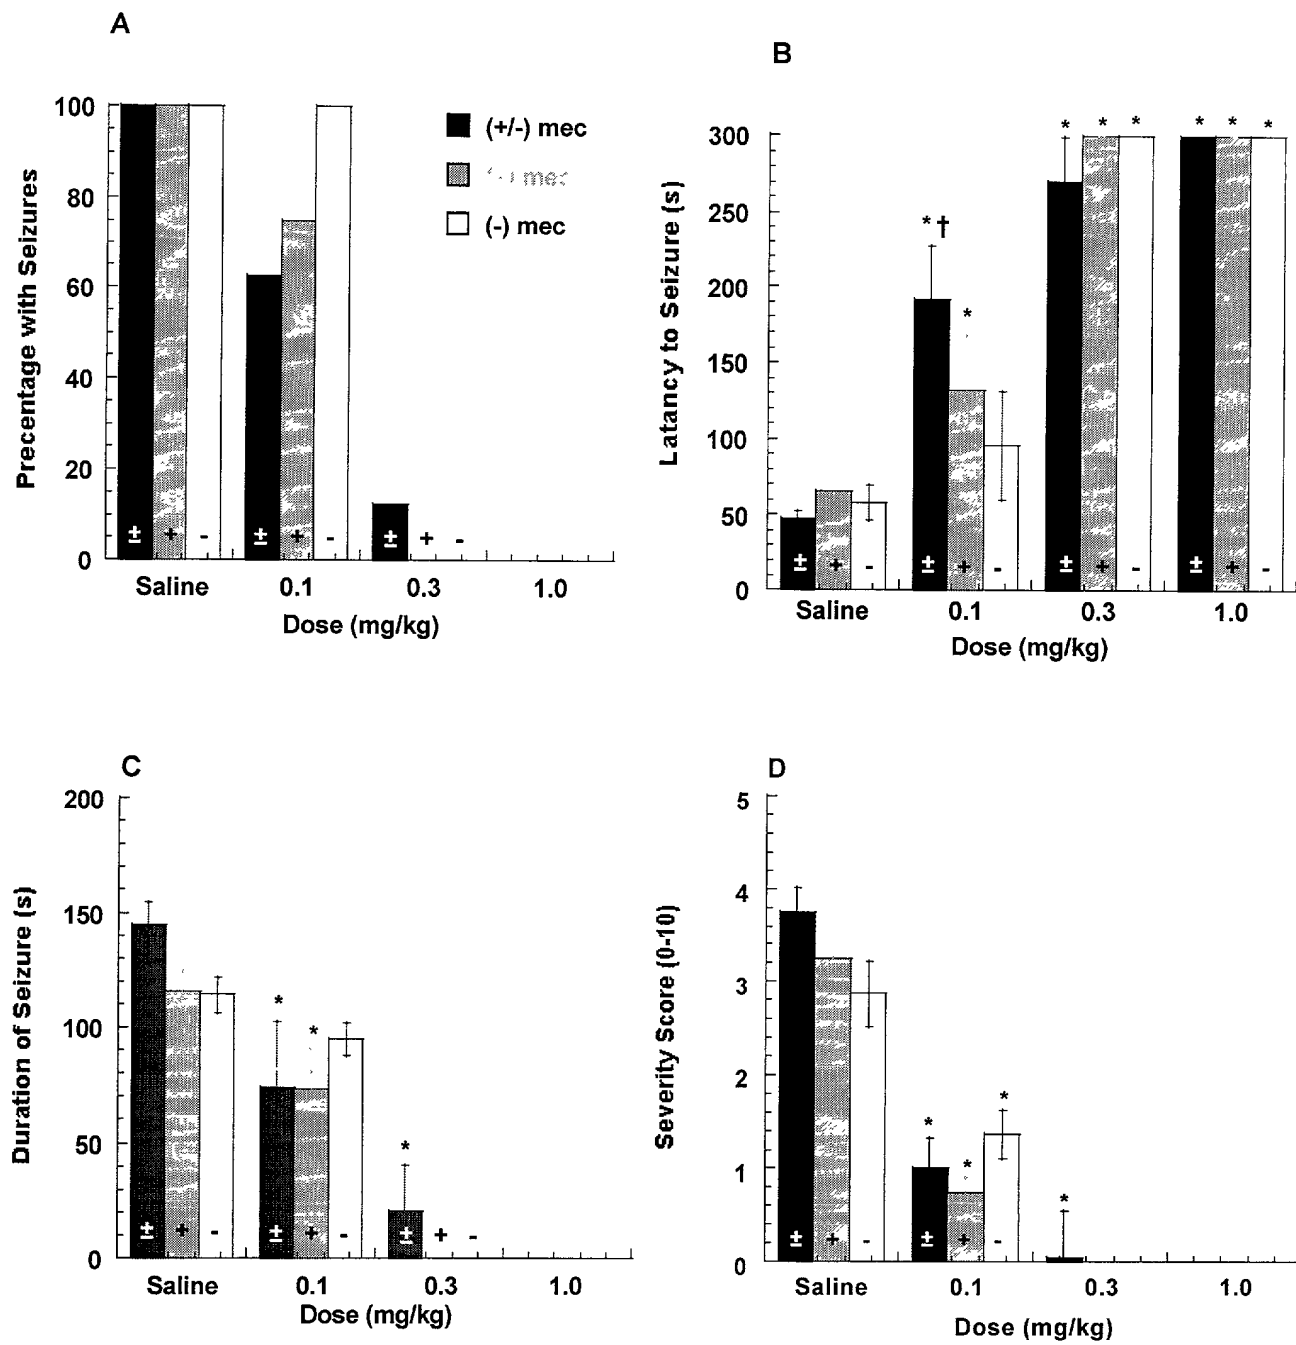 A
100
80
60
40
20
0
Precentage with Seizures
(+/-) mec
mec
(-) mec
± + -
± + -
± + -
Saline 0.1 0.3 1.0
Dose (mg/kg)
B
300
250
200
150
100
50
0
Latancy to Seizure (s)
* † *
* * *
* * *
± + -
± + -
± + -
± + -
Saline 0.1 0.3 1.0
Dose (mg/kg)
C
200
150
100
50
0
Duration of Seizure (s)
* *
*
± + -
± + -
± + -
Saline 0.1 0.3 1.0
Dose (mg/kg)
D
5
4
3
2
1
0
Severity Score (0-10)
* * *
*
± + -
± + -
Saline 0.1 0.3 1.0
Dose (mg/kg)